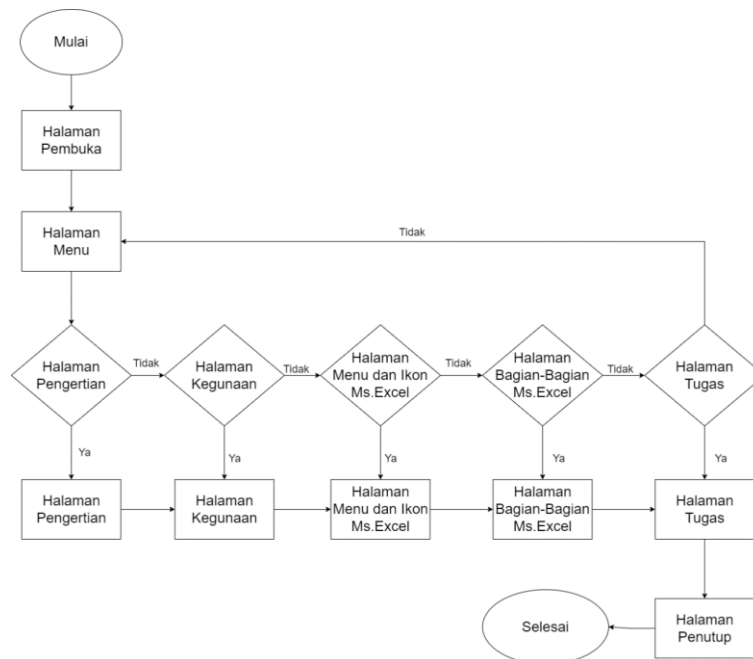 Mulai
Halaman
Pembuka
Halaman
Menu
Tidak
Halaman
Pengertian
Tidak
Halaman
Kegunaan
Tidak
Halaman
Menu dan Ikon
Ms.Excel
Tidak
Halaman
Bagian-Bagian
Ms.Excel
Tidak
Halaman
Tugas
Ya
Ya
Ya
Ya
Ya
Halaman
Pengertian
Halaman
Kegunaan
Halaman
Menu dan Ikon
Ms.Excel
Halaman
Bagian-Bagian
Ms.Excel
Halaman
Tugas
Selesai
Halaman
Penutup